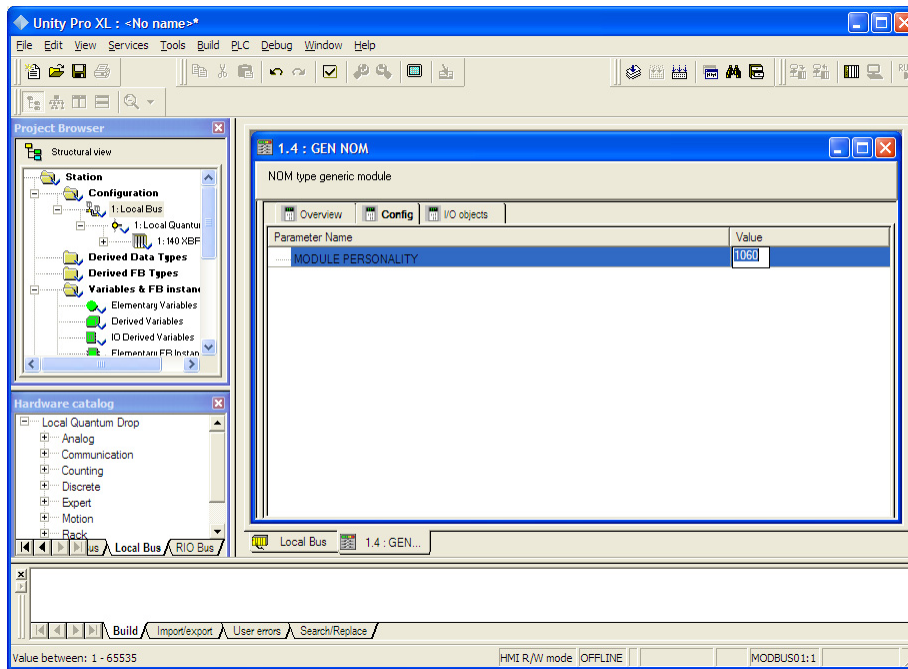 Unity Pro XL : <No name>*
File Edit View Services Tools Build PLC Debug Window Help
Project Browser
Structural view
Station
Configuration
1: Local Bus
1: Local Quantu
1: 140 XBF
Derived Data Types
Derived FB Types
Variables & FB instan
Elementary Variables
Derived Variables
IO Derived Variables
Elementary FB Instan
Hardware catalog
Local Quantum Drop
Analog
Communication
Counting
Discrete
Expert
Motion
Rack
us Local Bus RIO Bus
1.4 : GEN NOM
NOM type generic module
Overview Config I/O objects
Parameter Name Value
MODULE PERSONALITY 1060
Local Bus 1.4 : GEN...
Build Import/export User errors Search/Replace
Value between: 1 - 65535 HMI R/W mode OFFLINE MODBUS01:1